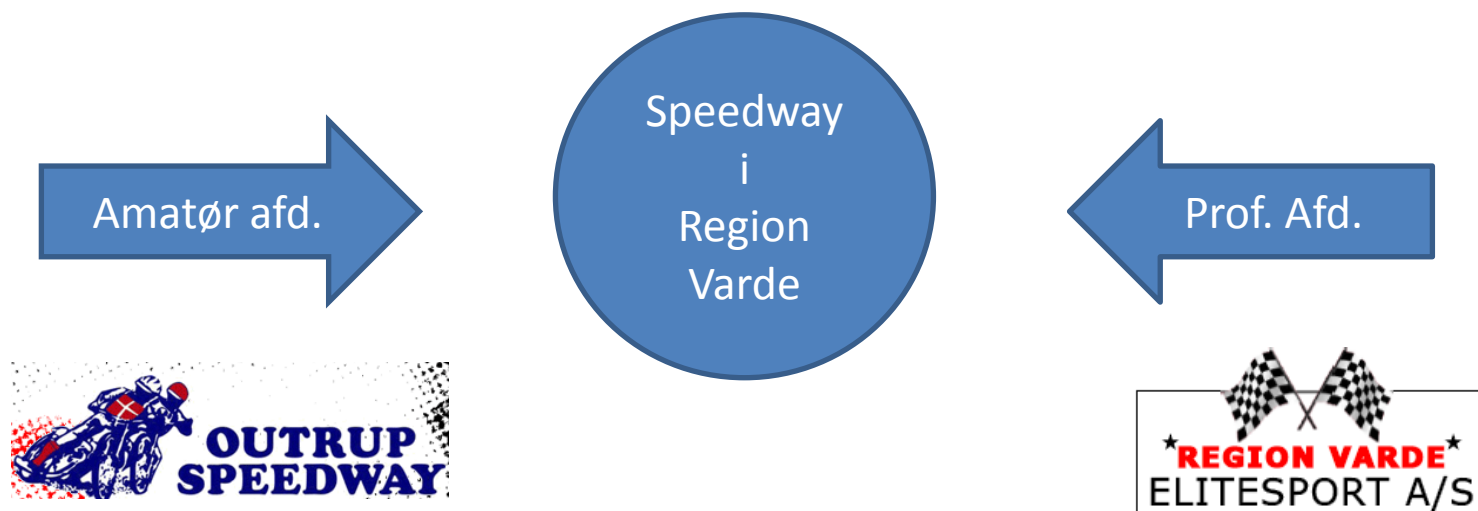 Speedway
i
Region
Varde
Amatør afd.
Prof. Afd.
OUTRUP
SPEEDWAY
REGION VARDE
ELITESPORT A/S